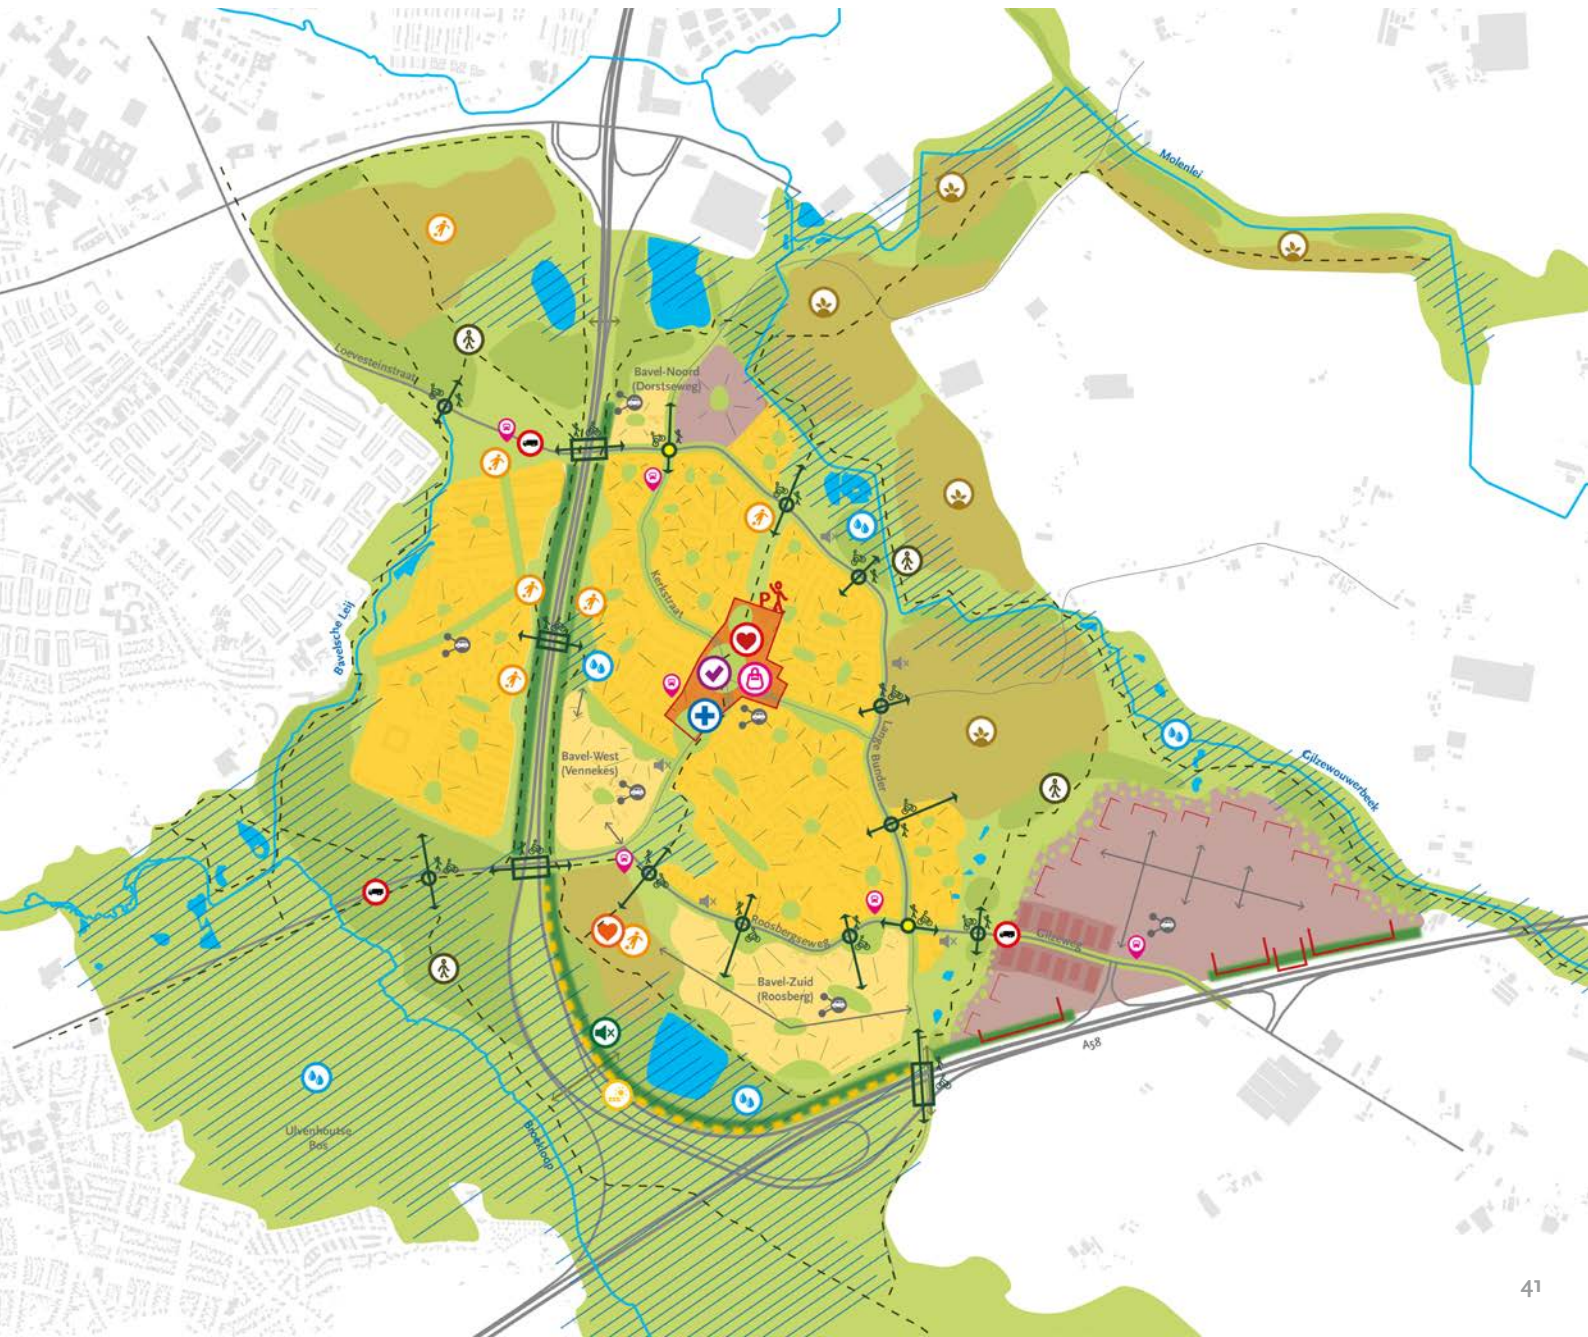 Molenlei
Loevesteinstraat
Bavel-Noord
(Dorstseweg)
Kerkstraat
P
Bavelsche Leij
Bavel-West
(Vennekes)
Lange Bunder
Gilzewouwerbeek
Roosbergseweg
Gilzeweg
Bavel-Zuid
(Roosberg)
A58
Ulvenhoutse
Bos
Broekloop
41